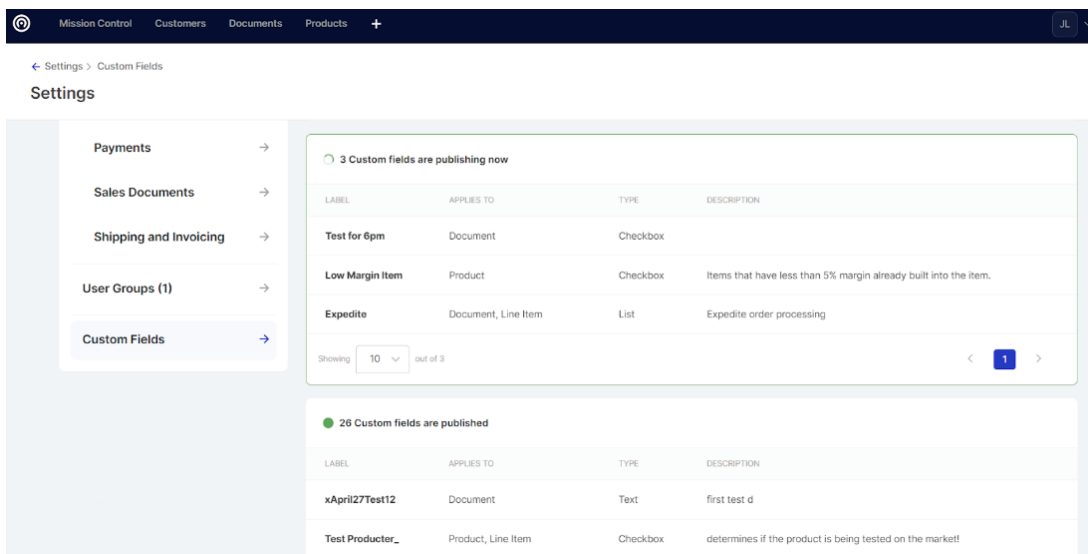 Mission Control Customers Documents Products + JL
← Settings > Custom Fields
Settings
Payments →
Sales Documents →
Shipping and Invoicing →
User Groups (1) →
Custom Fields →
3 Custom fields are publishing now
LABEL APPLIES TO TYPE DESCRIPTION
Test for 6pm Document Checkbox
Low Margin Item Product Checkbox Items that have less than 5% margin already built into the item.
Expedite Document, Line Item List Expedite order processing
Showing 10 out of 3 < 1 >
26 Custom fields are published
LABEL APPLIES TO TYPE DESCRIPTION
xApril27Test12 Document Text first test d
Test Producter_ Product, Line Item Checkbox determines if the product is being tested on the market!